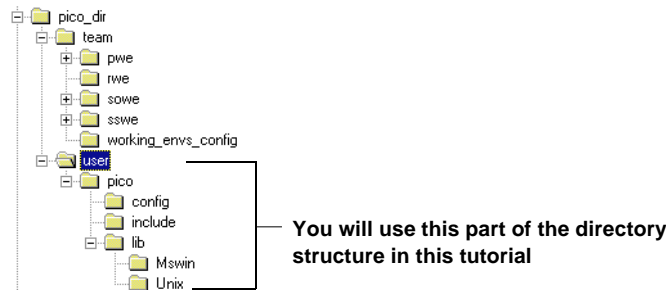 pico_dir
team
pwe
rwe
sowe
sswe
working_envs_config
user
pico
config
include
lib
Mswin
Unix
You will use this part of the directory
structure in this tutorial